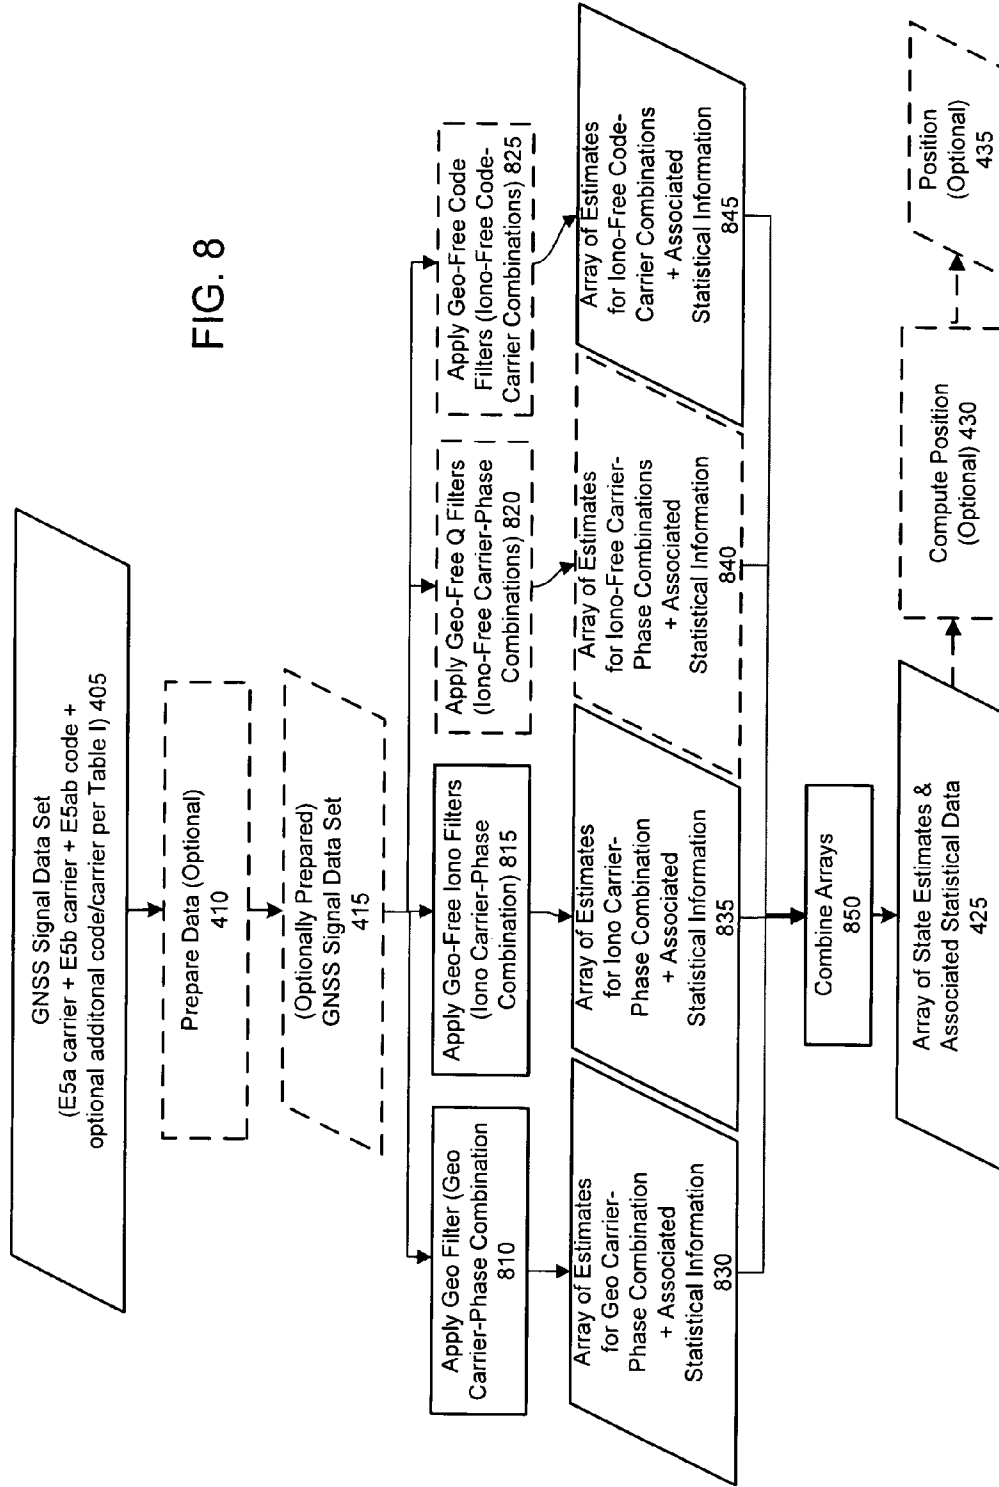 FIG. 8
GNSS Signal Data Set
(E5a carrier + E5b carrier + E5ab code +
optional additonal code/carrier per Table I) 405
Prepare Data (Optional)
410
(Optionally Prepared)
GNSS Signal Data Set
415
Apply Geo Filter (Geo
Carrier-Phase Combination
810
Apply Geo-Free Iono Filters
(Iono Carrier-Phase
Combination) 815
Apply Geo-Free Q Filters
(Iono-Free Carrier-Phase
Combinations) 820
Apply Geo-Free Code
Filters (Iono-Free Code-
Carrier Combinations) 825
Array of Estimates
for Geo Carrier-
Phase Combination
+ Associated
Statistical Information
830
Array of Estimates
for Iono Carrier-
Phase Combination
+ Associated
Statistical Information
835
Array of Estimates
for Iono-Free Carrier-
Phase Combinations
+ Associated
Statistical Information
840
Array of Estimates
for Iono-Free Code-
Carrier Combinations
+ Associated
Statistical Information
845
Combine Arrays
850
Array of State Estimates &
Associated Statistical Data
425
Compute Position
(Optional) 430
Position
(Optional)
435